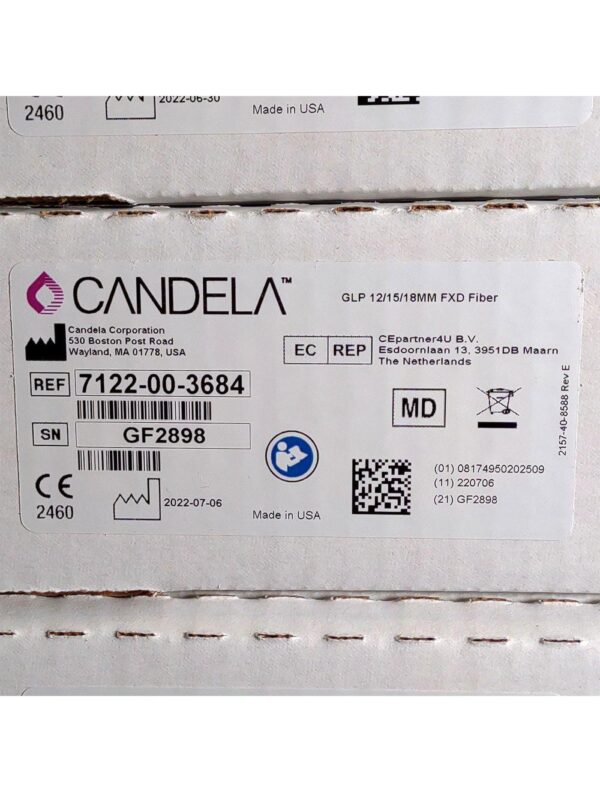 2460
2022-06-30
Made in USA
CANDELA™
GLP 12/15/18MM FXD Fiber
Candela Corporation
530 Boston Post Road
Wayland, MA 01778, USA
EC REP
CEpartner4U B.V.
Esdoornlaan 13, 3951DB Maarn
The Netherlands
REF 7122-00-3684
MD
SN GF2898
2157-40-8588 Rev E
CE
2460
2022-07-06
Made in USA
(01) 08174950202509
(11) 220706
(21) GF2898